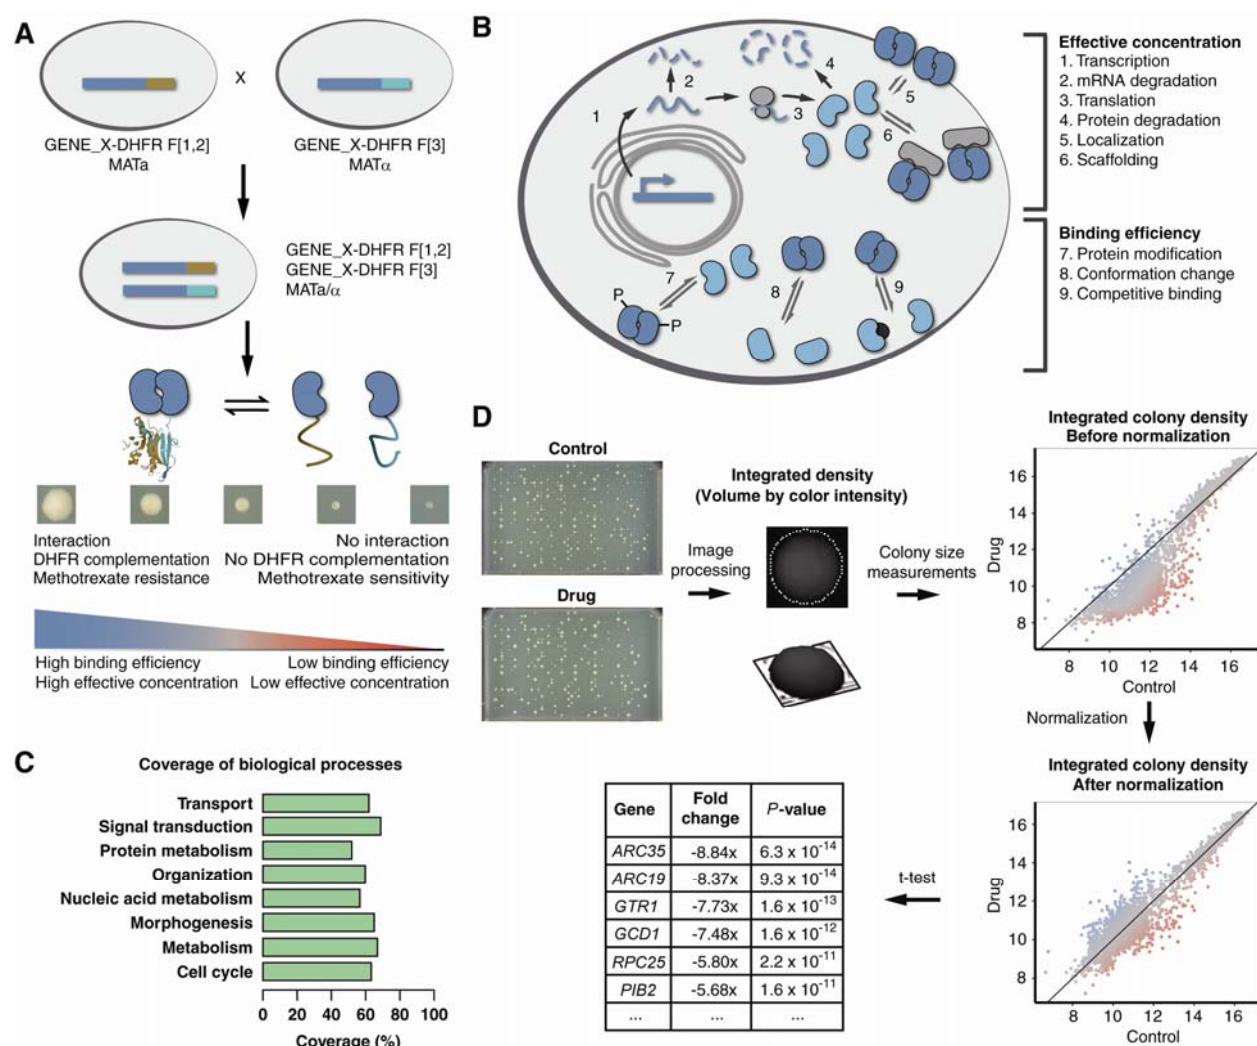 A
X
GENE_X-DHFR F[1,2]
MATa
GENE_X-DHFR F[3]
MATα
GENE_X-DHFR F[1,2]
GENE_X-DHFR F[3]
MATa/α
Interaction
DHFR complementation
Methotrexate resistance
No interaction
No DHFR complementation
Methotrexate sensitivity
High binding efficiency
High effective concentration
Low binding efficiency
Low effective concentration
B
1
2
3
4
5
6
7
8
9
P
P
Effective concentration
1. Transcription
2. mRNA degradation
3. Translation
4. Protein degradation
5. Localization
6. Scaffolding
Binding efficiency
7. Protein modification
8. Conformation change
9. Competitive binding
C
Coverage of biological processes
Transport
Signal transduction
Protein metabolism
Organization
Nucleic acid metabolism
Morphogenesis
Metabolism
Cell cycle
0 20 40 60 80 100
Coverage (%)
D
Control
Drug
Image
processing
Integrated density
(Volume by color intensity)
Colony size
measurements
Integrated colony density
Before normalization
Drug
16
14
12
10
8
8 10 12 14 16
Control
Normalization
Integrated colony density
After normalization
Drug
16
14
12
10
8
8 10 12 14 16
Control
t-test
Gene Fold change P-value
ARC35 -8.84x 6.3 x 10⁻¹⁴
ARC19 -8.37x 9.3 x 10⁻¹⁴
GTR1 -7.73x 1.6 x 10⁻¹³
GCD1 -7.48x 1.6 x 10⁻¹²
RPC25 -5.80x 2.2 x 10⁻¹¹
PIB2 -5.68x 1.6 x 10⁻¹¹
... ... ...